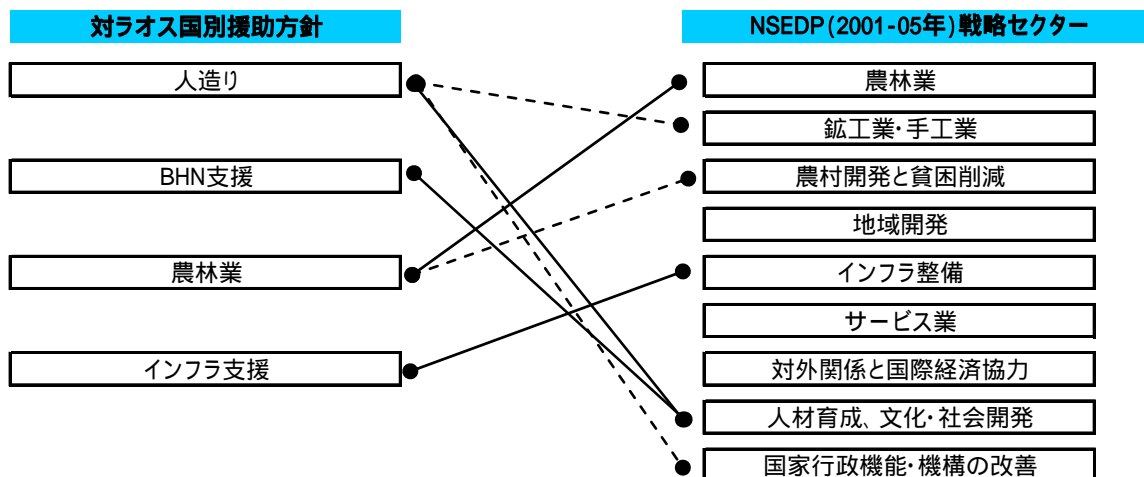 対ラオス国別援助方針
人造り
BHN支援
農林業
インフラ支援
NSEDP(2001-05年)戦略セクター
農林業
鉱工業・手工業
農村開発と貧困削減
地域開発
インフラ整備
サービス業
対外関係と国際経済協力
人材育成、文化・社会開発
国家行政機能・機構の改善